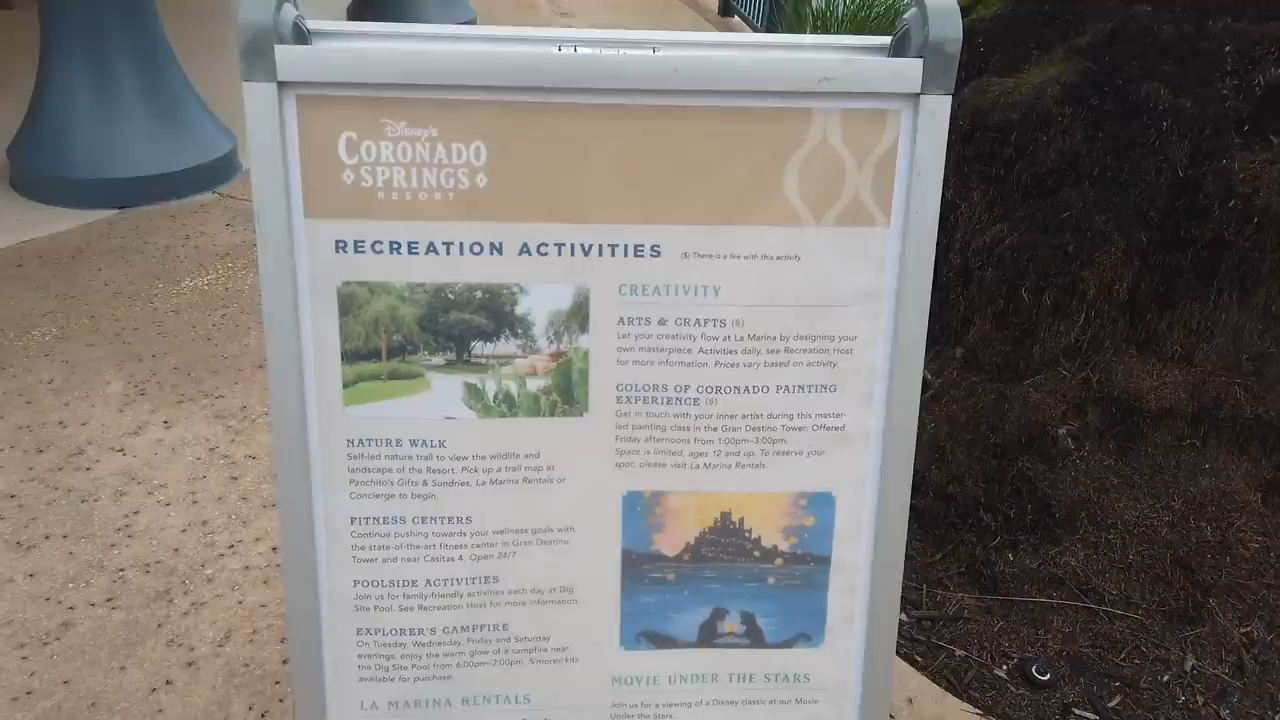 Disney's
CORONADO
SPRINGS
RESORT
RECREATION ACTIVITIES
($) There is a fee with this activity
NATURE WALK
Self-led nature trail to view the wildlife and
landscape of the Resort. Pick up a trail map at
Panchito's Gifts & Sundries, La Marina Rentals or
Concierge to begin.
FITNESS CENTERS
Continue pushing towards your wellness goals with
the state-of-the-art fitness center in Gran Destino
Tower and near Casitas 4. Open 24/7
POOLSIDE ACTIVITIES
Join us for family-friendly activities each day at Dig
Site Pool. See Recreation Host for more information.
EXPLORER'S CAMPFIRE
On Tuesday, Wednesday, Friday and Saturday
evenings, enjoy the warm glow of a campfire near
the Dig Site Pool from 6:00pm–7:00pm. S'mores kits
available for purchase.
LA MARINA RENTALS
CREATIVITY
ARTS & CRAFTS ($)
Let your creativity flow at La Marina by designing your
own masterpiece. Activities daily, see Recreation Host
for more information. Prices vary based on activity.
COLORS OF CORONADO PAINTING
EXPERIENCE ($)
Get in touch with your inner artist during this master-
led painting class in the Gran Destino Tower. Offered
Friday afternoons from 1:00pm–3:00pm.
Space is limited, ages 12 and up. To reserve your
spot, please visit La Marina Rentals.
MOVIE UNDER THE STARS
Join us for a viewing of a Disney classic at our Movie
Under the Stars.